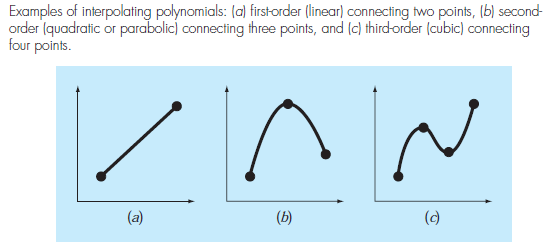 Examples of interpolating polynomials: (a) first-order (linear) connecting two points, (b) second-
order (quadratic or parabolic) connecting three points, and (c) third-order (cubic) connecting
four points.
(a) (b) (c)